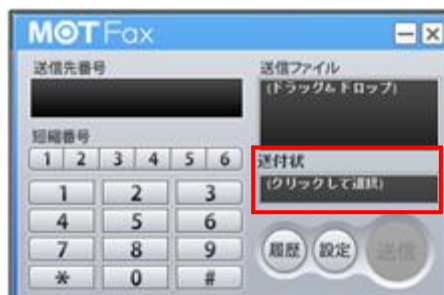 MOT Fax
送信先番号
短縮番号
1 2 3 4 5 6
1 2 3
4 5 6
7 8 9
* 0 #
送信ファイル
(ドラッグ&ドロップ)
送付状
(クリックして選択)
履歴 設定 送信